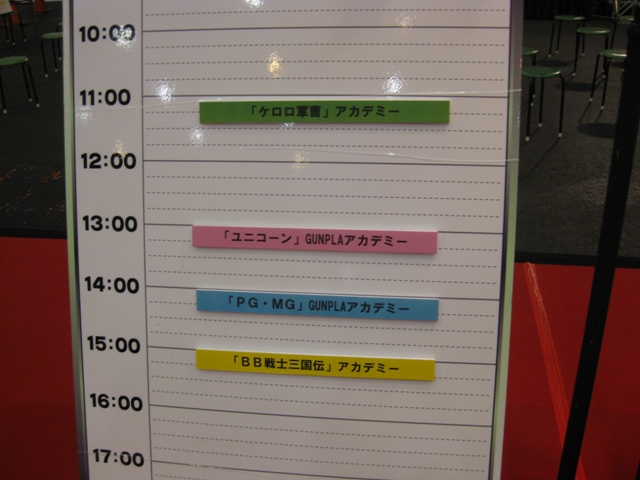 10:00
11:00
「ケロロ軍曹」アカデミー
12:00
13:00
「ユニコーン」GUNPLAアカデミー
14:00
「PG・MG」GUNPLAアカデミー
15:00
「BB戦士三国伝」アカデミー
16:00
17:00